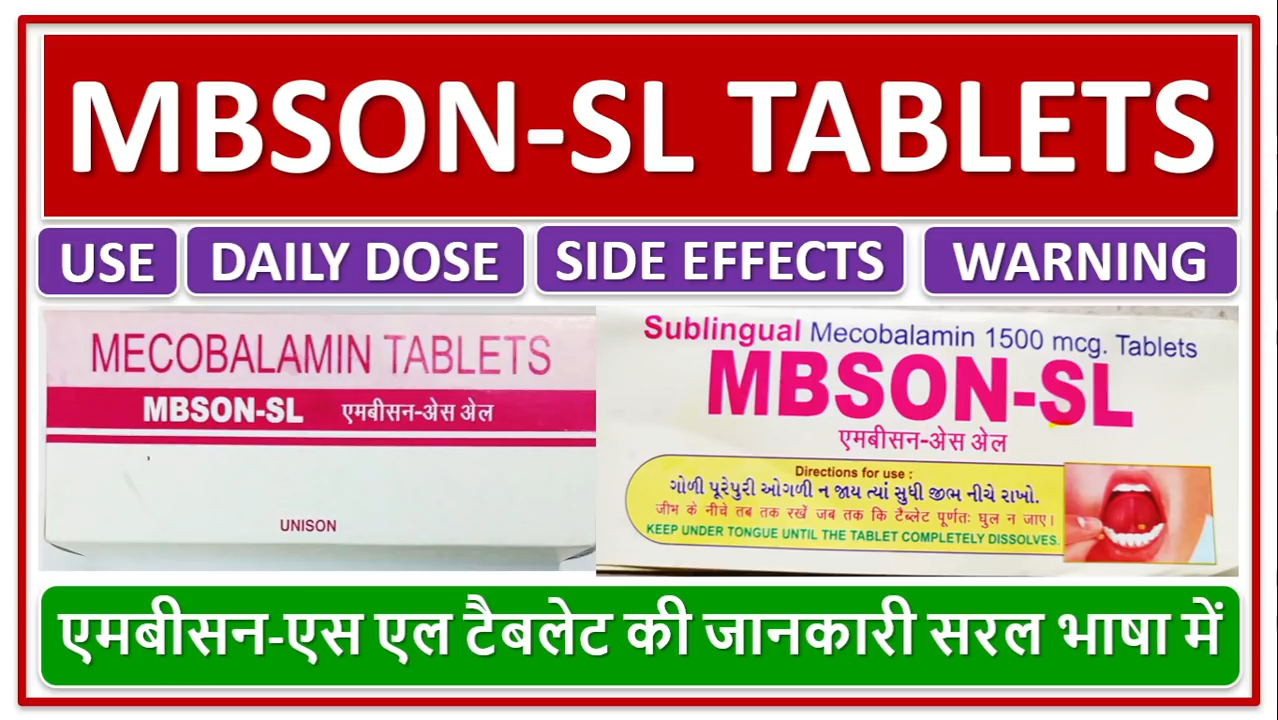 MBSON-SL TABLETS
USE
DAILY DOSE
SIDE EFFECTS
WARNING
MECOBALAMIN TABLETS
MBSON-SL एमबीसन-अेस अेल
UNISON
Sublingual Mecobalamin 1500 mcg. Tablets
MBSON-SL
एमबीसन-अेस अेल
Directions for use :
ગોળી પૂરેપુરી ઓગળી ન જાય ત્યાં સુધી જીભ નીચે રાખો.
जीभ के नीचे तब तक रखें जब तक कि टैब्लेट पूर्णतः घुल न जाए।
KEEP UNDER TONGUE UNTIL THE TABLET COMPLETELY DISSOLVES.
एमबीसन-एस एल टैबलेट की जानकारी सरल भाषा में